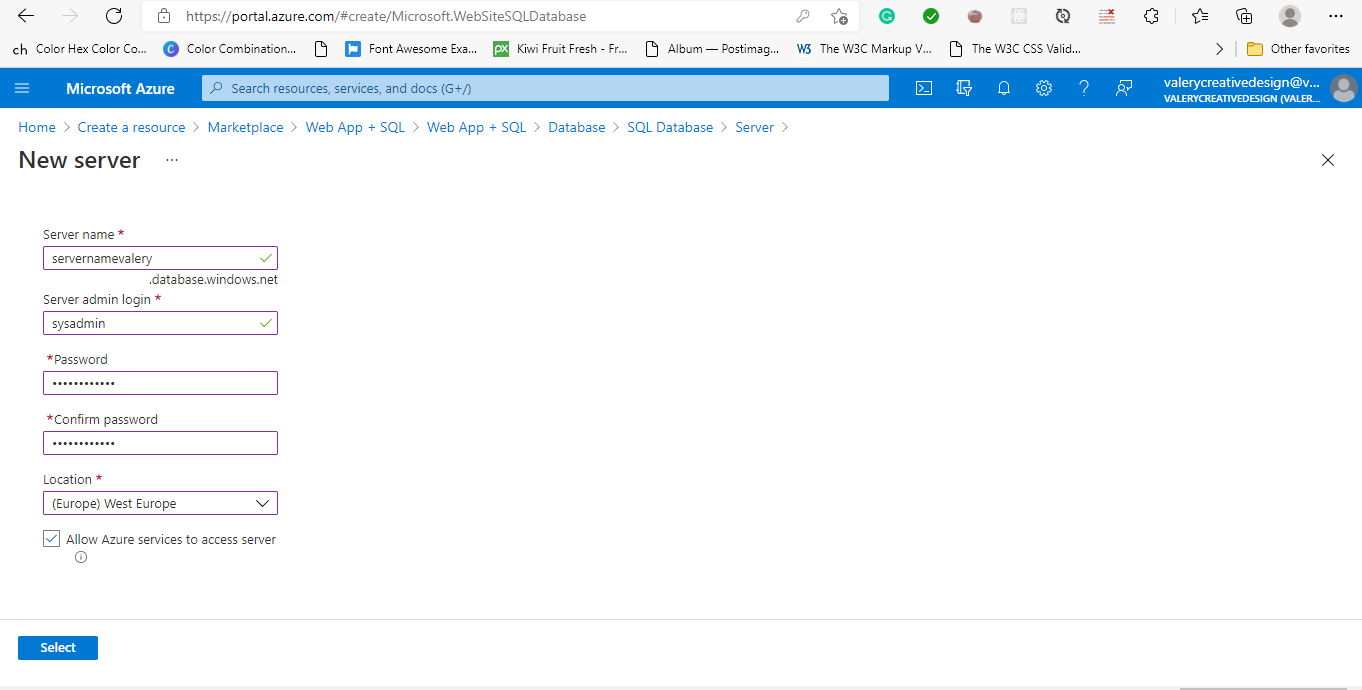 https://portal.azure.com/#create/Microsoft.WebSiteSQLDatabase
ch Color Hex Color Co... C Color Combination... Font Awesome Exa... px Kiwi Fruit Fresh - Fr... Album — Postimag... W3 The W3C Markup V... The W3C CSS Valid... Other favorites
Microsoft Azure Search resources, services, and docs (G+/) valerycreativedesign@v...
VALERYCREATIVEDESIGN (VALER...
Home > Create a resource > Marketplace > Web App + SQL > Web App + SQL > Database > SQL Database > Server >
New server ...
Server name *
servernamevalery
.database.windows.net
Server admin login *
sysadmin
*Password
••••••••••••
*Confirm password
••••••••••••
Location *
(Europe) West Europe
Allow Azure services to access server
Select